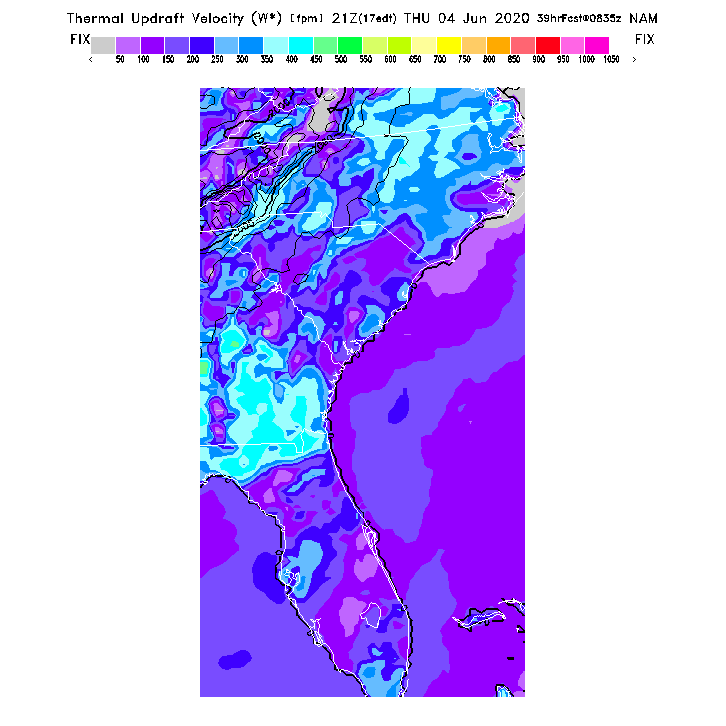 Thermal Updraft Velocity (W*) [fpm] 21Z(17edt) THU 04 Jun 2020 39hrFcst@0835z NAM
FIX FIX
< 50 100 150 200 250 300 350 400 450 500 550 600 650 700 750 800 850 900 950 1000 1050 >